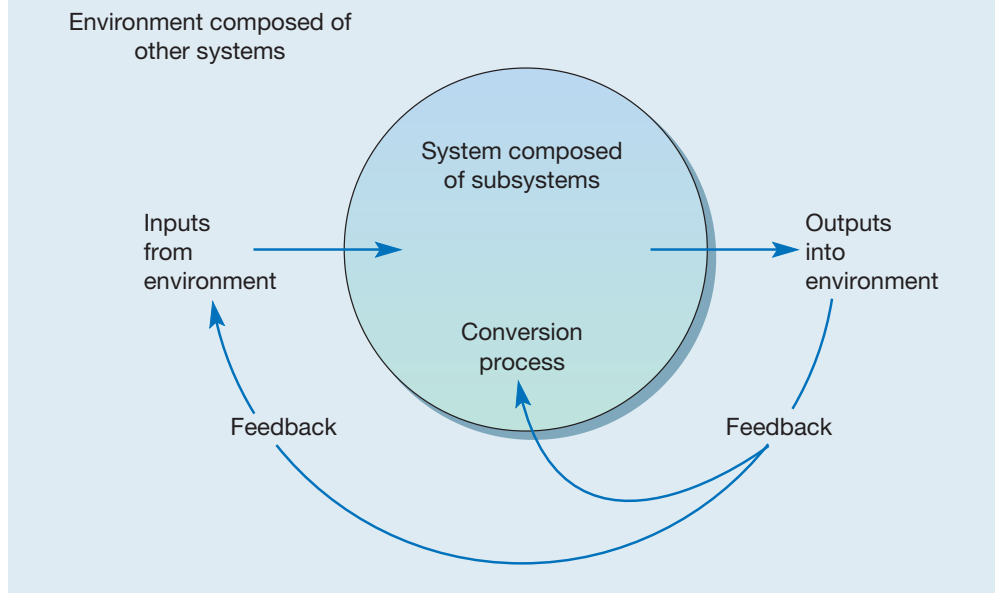 Environment composed of
other systems
System composed
of subsystems
Inputs
from
environment
Outputs
into
environment
Conversion
process
Feedback
Feedback